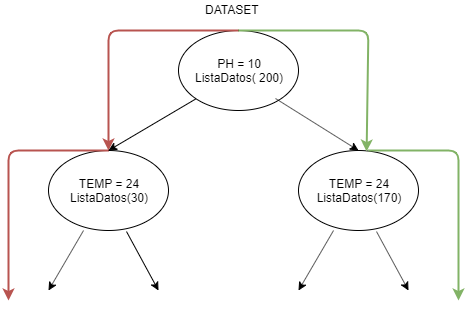 DATASET
PH = 10
ListaDatos( 200)
TEMP = 24
ListaDatos(30)
TEMP = 24
ListaDatos(170)